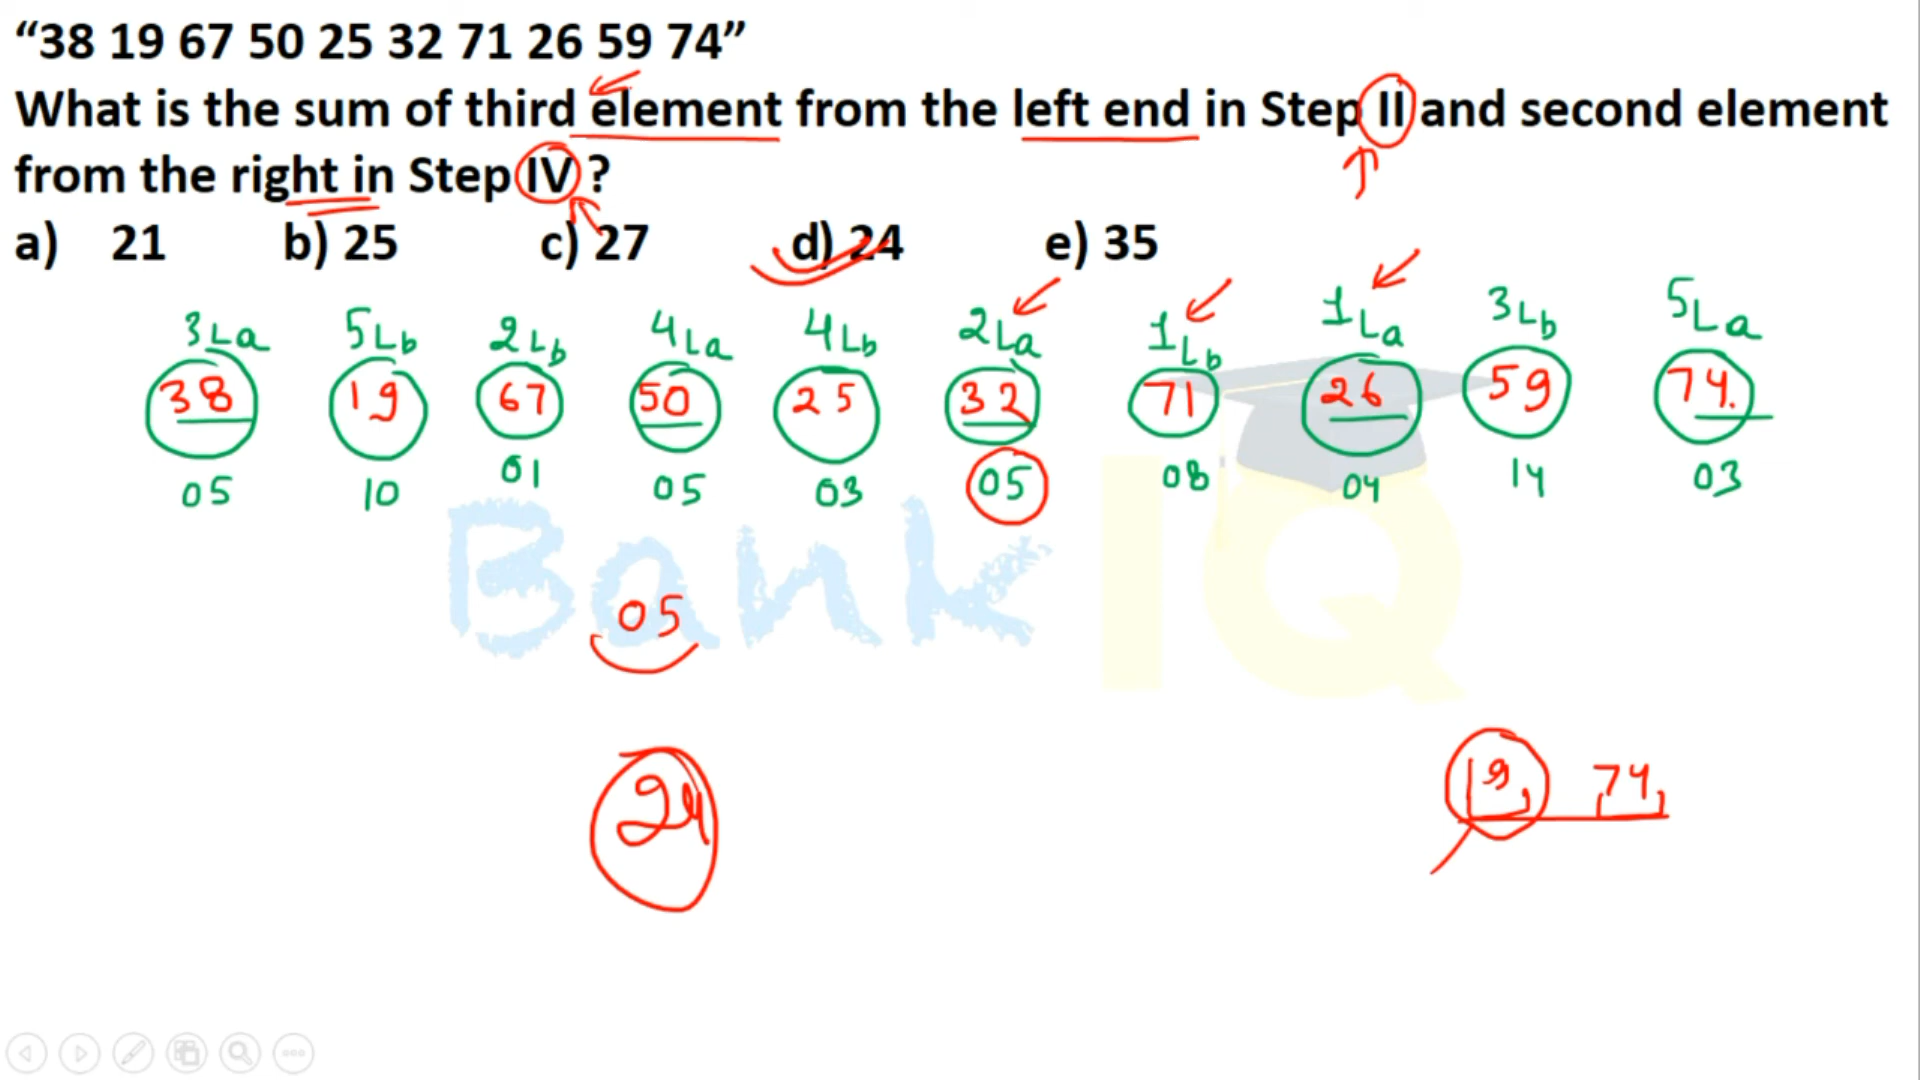 “38 19 67 50 25 32 71 26 59 74”
What is the sum of third element from the left end in Step II and second element
from the right in Step IV ?
a) 21 b) 25 c) 27 d) 24 e) 35
3La 5Lb 2Lb 4La 4Lb 2La 1Lb 1La 3Lb 5La
38 19 67 50 25 32 71 26 59 74.
05 10 01 05 03 05 08 04 14 03
Bank IQ
05
24 19, 74,